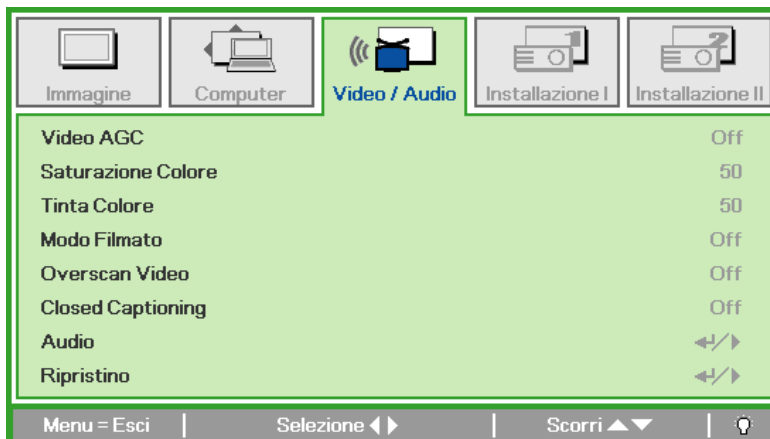 Immagine Computer Video / Audio Installazione I Installazione II
Video AGC Off
Saturazione Colore 50
Tinta Colore 50
Modo Filmato Off
Overscan Video Off
Closed Captioning Off
Audio
Ripristino
Menu = Esci Selezione Scorri